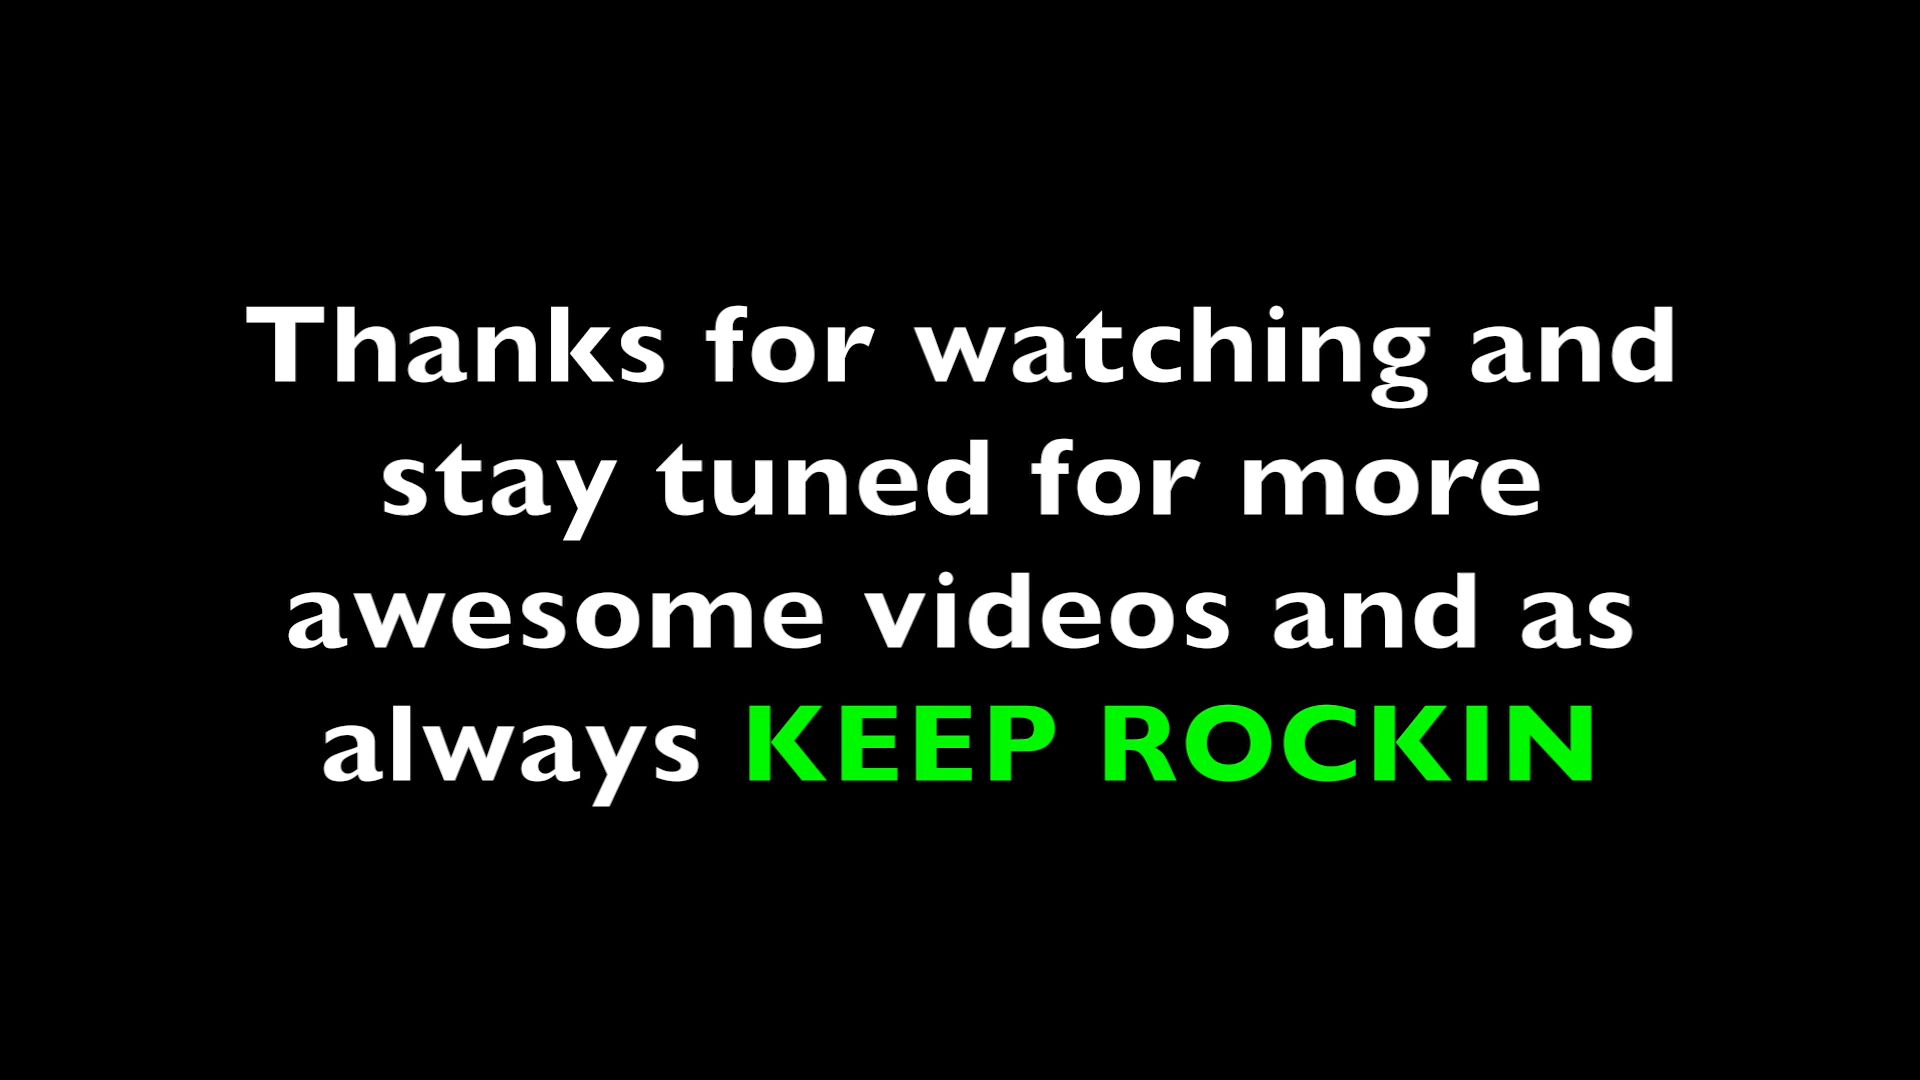 Thanks for watching and
stay tuned for more
awesome videos and as
always KEEP ROCKIN